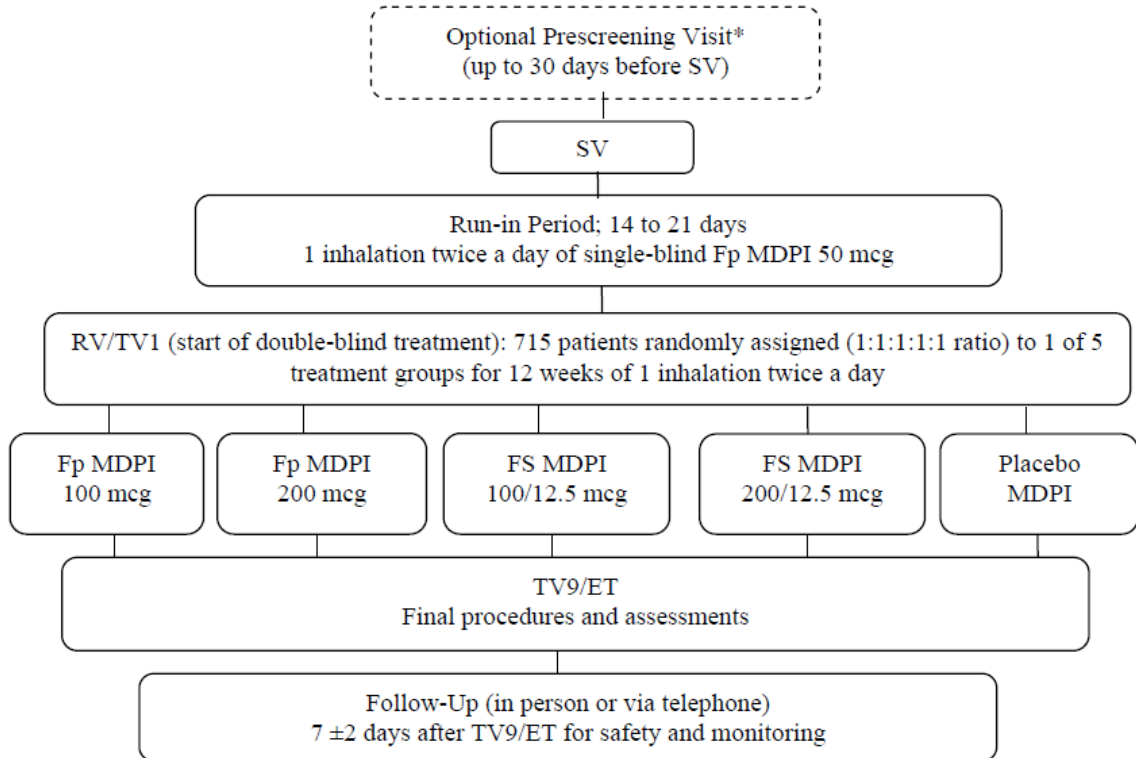 Optional Prescreening Visit*
(up to 30 days before SV)
SV
Run-in Period; 14 to 21 days
1 inhalation twice a day of single-blind Fp MDPI 50 mcg
RV/TV1 (start of double-blind treatment): 715 patients randomly assigned (1:1:1:1:1 ratio) to 1 of 5
treatment groups for 12 weeks of 1 inhalation twice a day
Fp MDPI
100 mcg
Fp MDPI
200 mcg
FS MDPI
100/12.5 mcg
FS MDPI
200/12.5 mcg
Placebo
MDPI
TV9/ET
Final procedures and assessments
Follow-Up (in person or via telephone)
7 ±2 days after TV9/ET for safety and monitoring